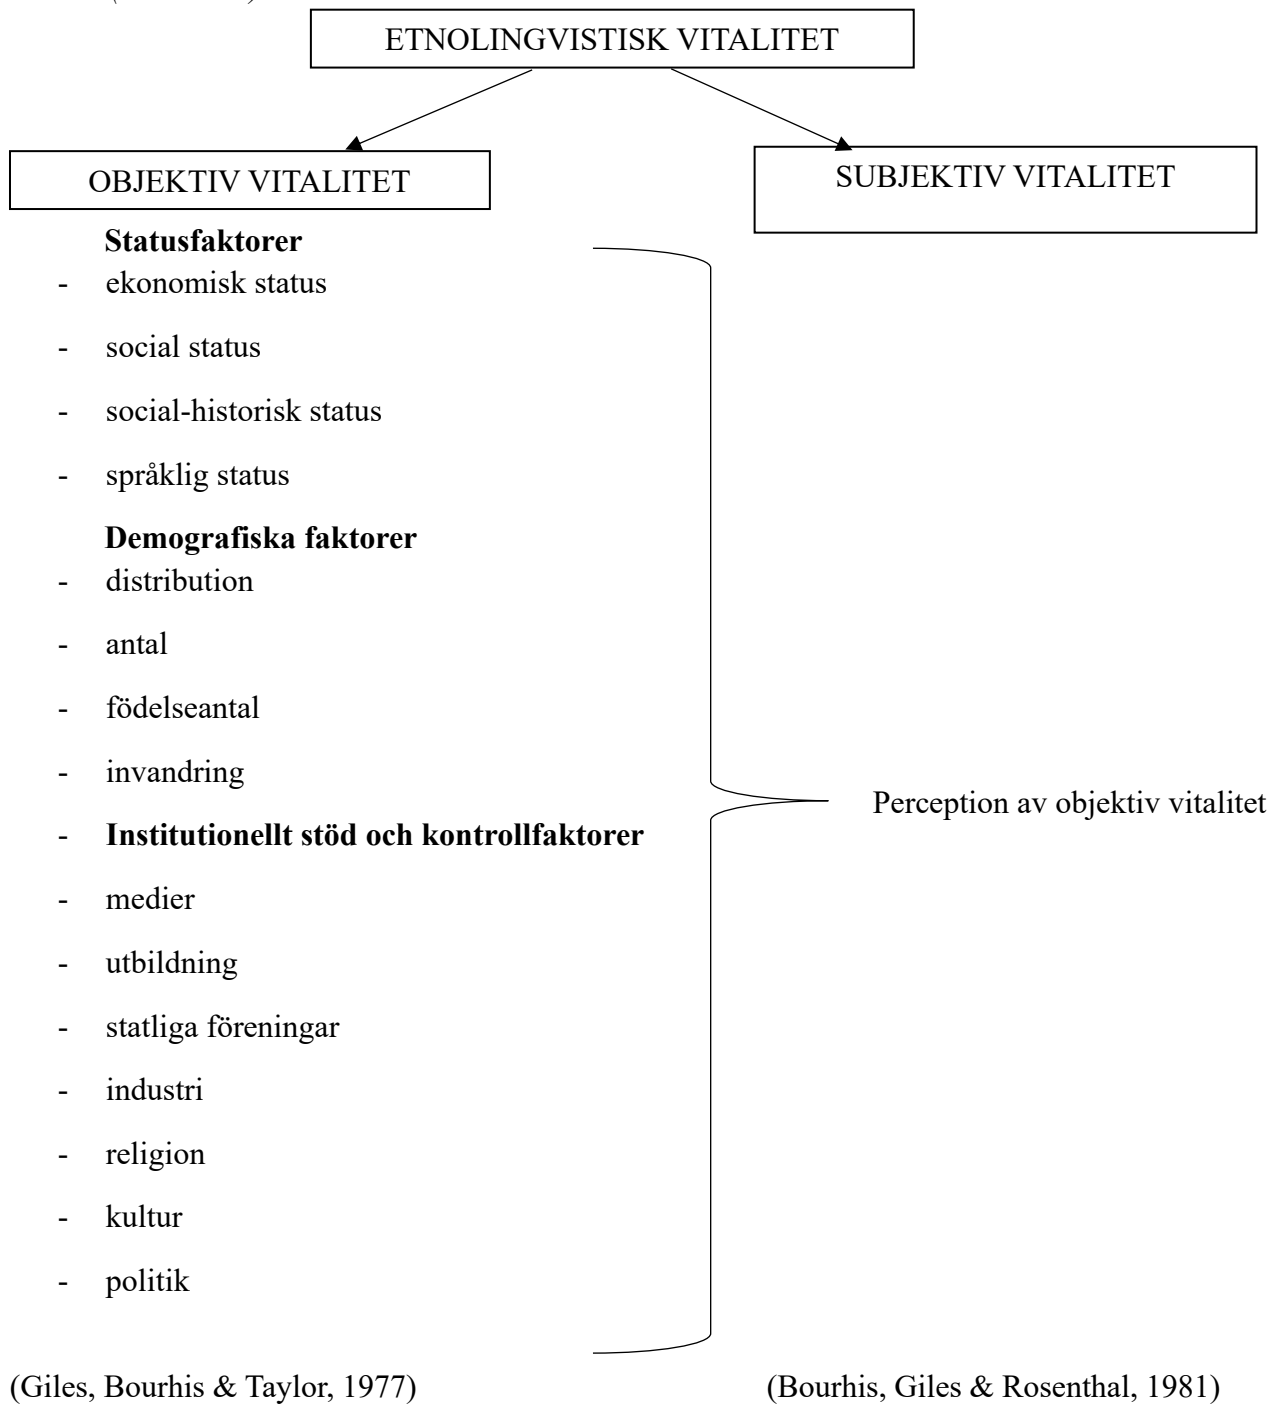 ETNOLINGVISTISK VITALITET
OBJEKTIV VITALITET
SUBJEKTIV VITALITET
Statusfaktorer
- ekonomisk status
- social status
- social-historisk status
- språklig status
Demografiska faktorer
- distribution
- antal
- födelseantal
- invandring
- Institutionellt stöd och kontrollfaktorer
- medier
- utbildning
- statliga föreningar
- industri
- religion
- kultur
- politik
Perception av objektiv vitalitet
(Giles, Bourhis & Taylor, 1977)
(Bourhis, Giles & Rosenthal, 1981)